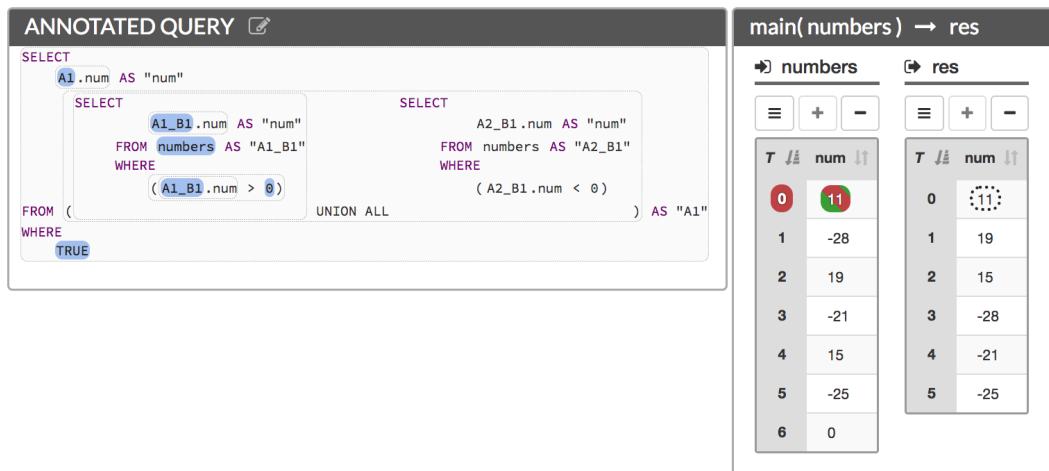 ANNOTATED QUERY
SELECT
A1.num AS "num"
SELECT SELECT
A1_B1.num AS "num" A2_B1.num AS "num"
FROM numbers AS "A1_B1" FROM numbers AS "A2_B1"
WHERE WHERE
(A1_B1.num > 0) (A2_B1.num < 0)
FROM ( UNION ALL ) AS "A1"
WHERE
TRUE
main( numbers ) → res
numbers res
≡ + − ≡ + −
T num T num
0 11 0 11
1 -28 1 19
2 19 2 15
3 -21 3 -28
4 15 4 -21
5 -25 5 -25
6 0